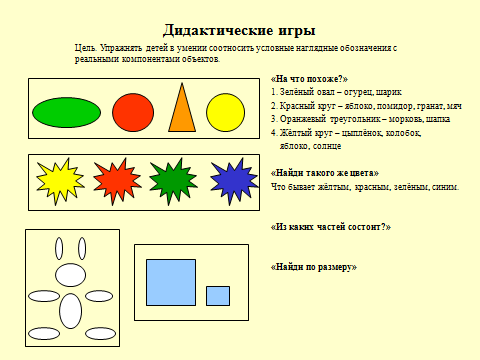 Дидактические игры
Цель. Упражнять детей в умении соотносить условные наглядные обозначения с
реальными компонентами объектов.
«На что похоже?»
1. Зелёный овал – огурец, шарик
2. Красный круг – яблоко, помидор, гранат, мяч
3. Оранжевый треугольник – морковь, шапка
4. Жёлтый круг – цыплёнок, колобок,
яблоко, солнце
«Найди такого же цвета»
Что бывает жёлтым, красным, зелёным, синим.
«Из каких частей состоит?»
«Найди по размеру»